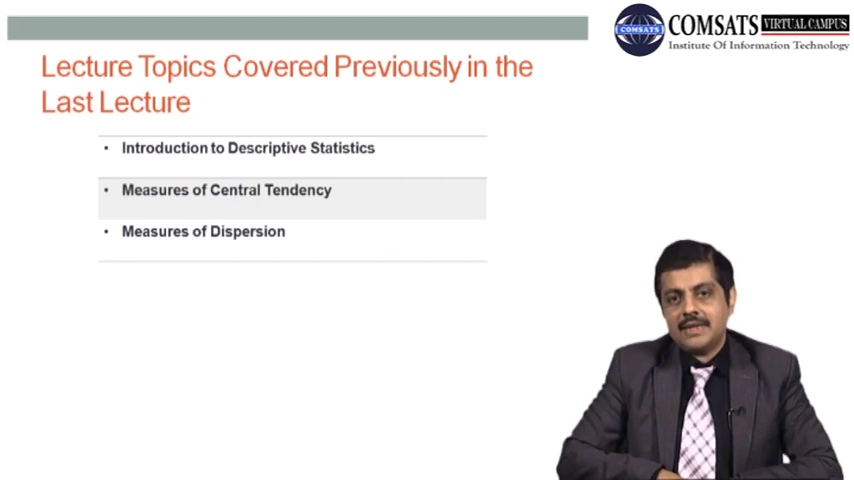 COMSATS
COMSATS VIRTUAL CAMPUS
Institute Of Information Technology
Lecture Topics Covered Previously in the
Last Lecture
• Introduction to Descriptive Statistics
• Measures of Central Tendency
• Measures of Dispersion